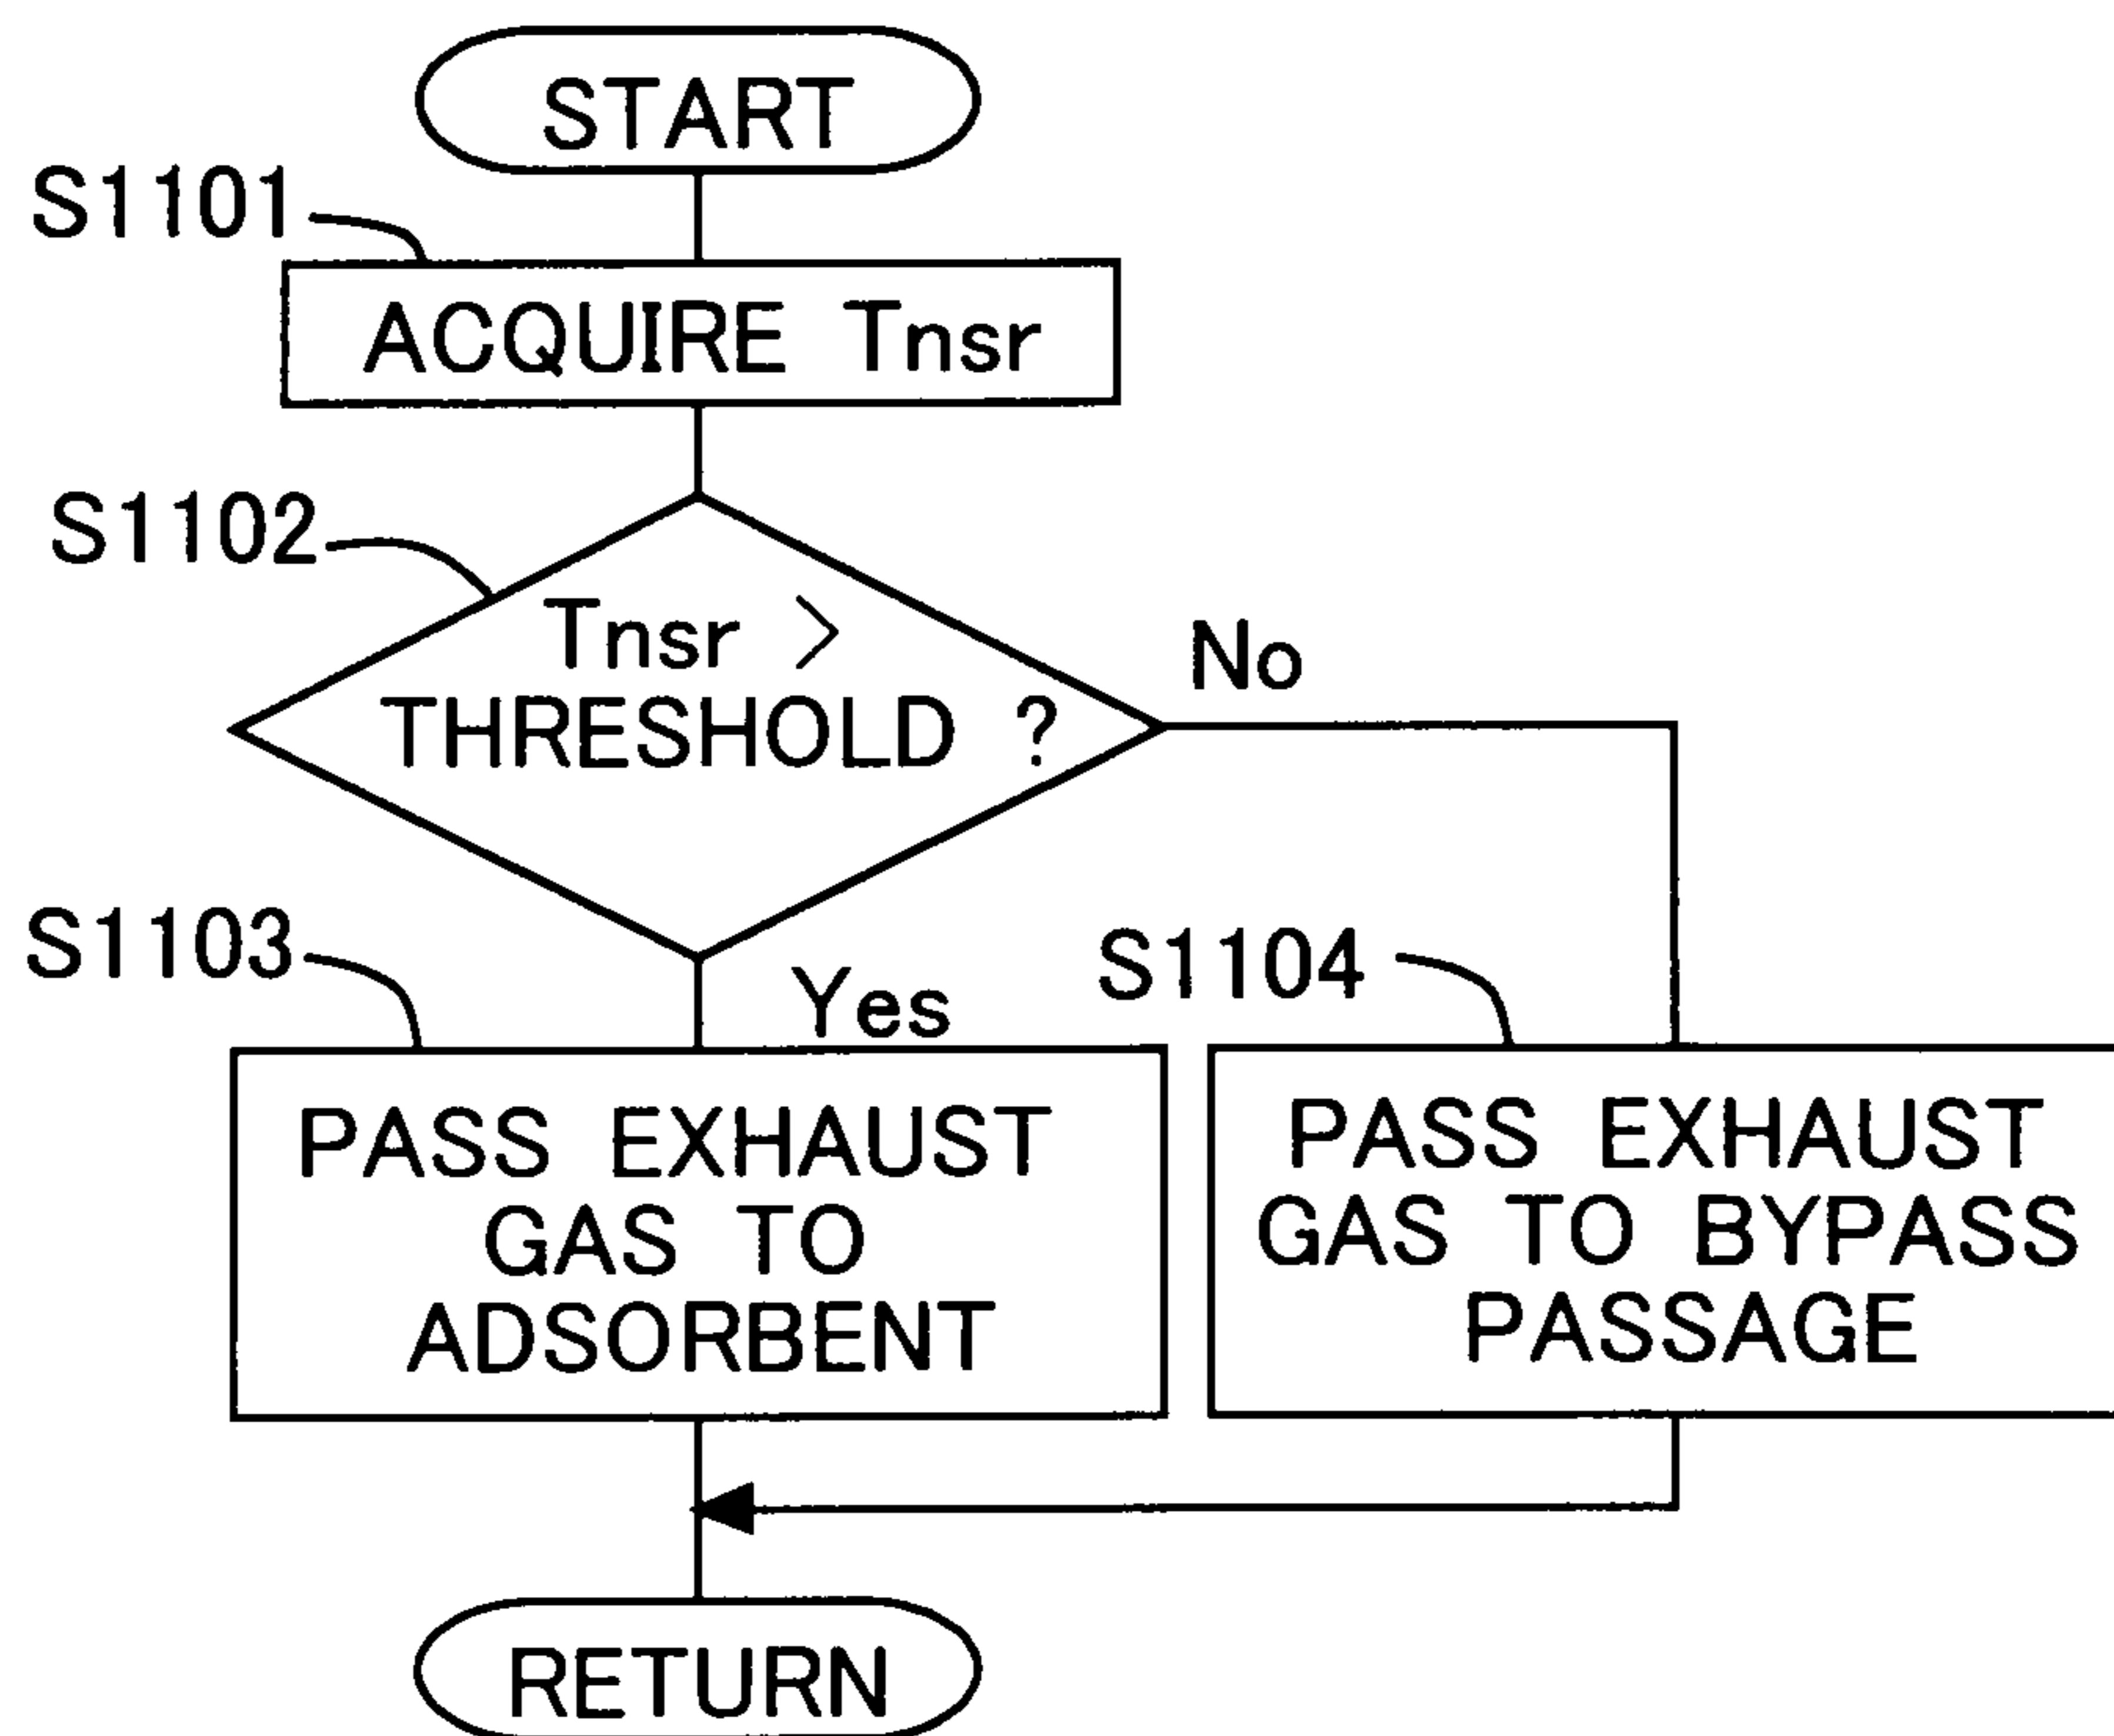 START
S1101
ACQUIRE Tnsr
S1102
Tnsr >
THRESHOLD ?
No
Yes
S1103
PASS EXHAUST
GAS TO
ADSORBENT
S1104
PASS EXHAUST
GAS TO BYPASS
PASSAGE
RETURN